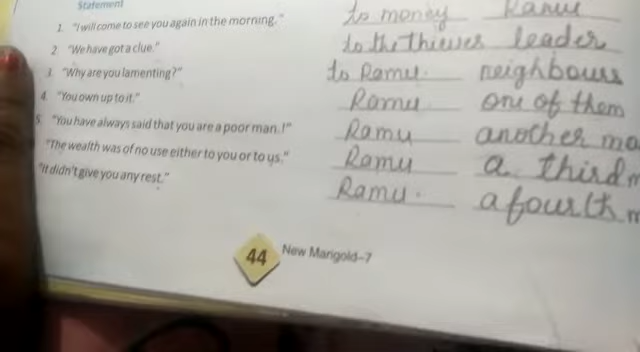 Statement
1. "I will come to see you again in the morning." to money Ramu
2. "We have got a clue." to the thieves leader
3. "Why are you lamenting?" to Ramu. neighbours
4. "You own up to it." Ramu one of them
5. "You have always said that you are a poor man.!" Ramu another ma
"The wealth was of no use either to you or to us." Ramu a third m
"It didn't give you any rest." Ramu. a fourth m
44 New Marigold–7